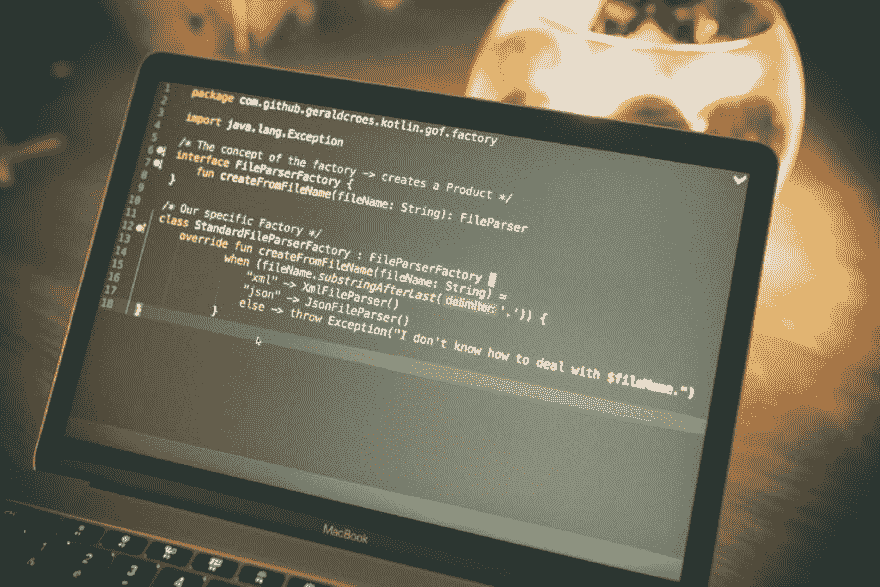 1
2 package com.github.geraldcroes.kotlin.gof.factory
3
4 import java.lang.Exception
5
6 /* The concept of the factory -> creates a Product */
7 interface FileParserFactory {
8 fun createFromFileName(fileName: String): FileParser
9 }
10
11 /* Our specific Factory */
12 class StandardFileParserFactory : FileParserFactory {
13 override fun createFromFileName(fileName: String) =
14 when (fileName.substringAfterLast( delimiter: '.')) {
15 "xml" -> XmlFileParser()
16 "json" -> JsonFileParser()
17 else -> throw Exception("I don't know how to deal with $fileName.")
18 }
}
MacBook
2
3
4